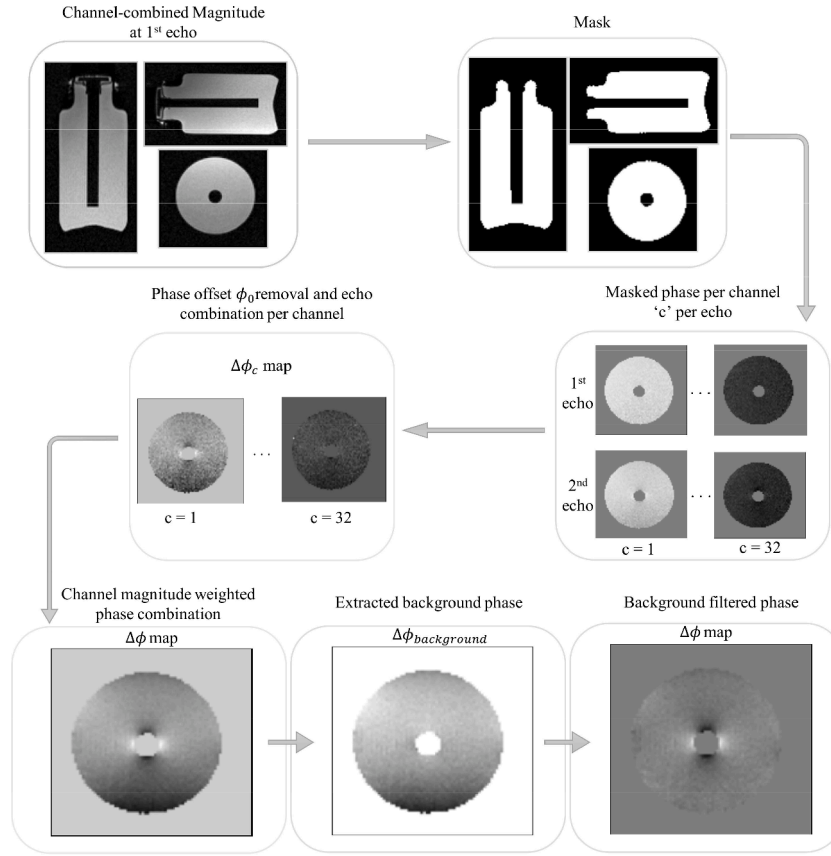 Channel-combined Magnitude
at 1st echo
Mask
Phase offset ϕ0 removal and echo
combination per channel
Δϕc map
. . .
c = 1
c = 32
Masked phase per channel
‘c’ per echo
1st
echo
. . .
2nd
echo
. . .
c = 1
c = 32
Channel magnitude weighted
phase combination
Δϕ map
Extracted background phase
Δϕbackground
Background filtered phase
Δϕ map